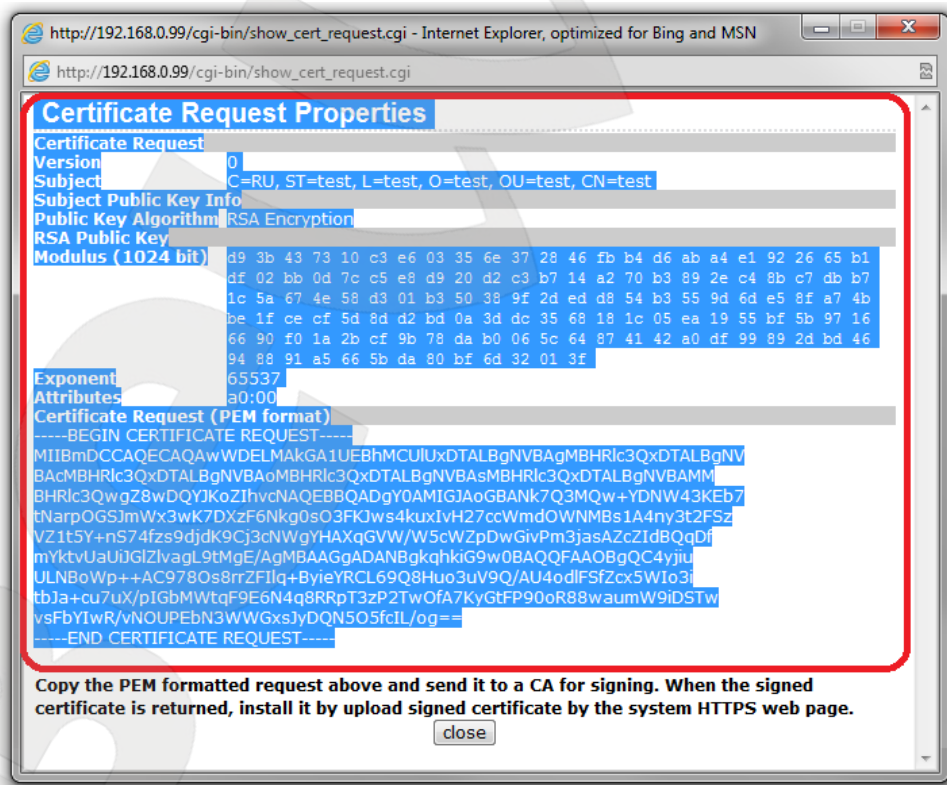 http://192.168.0.99/cgi-bin/show_cert_request.cgi - Internet Explorer, optimized for Bing and MSN
http://192.168.0.99/cgi-bin/show_cert_request.cgi
Certificate Request Properties
Certificate Request
Version 0
Subject C=RU, ST=test, L=test, O=test, OU=test, CN=test
Subject Public Key Info
Public Key Algorithm RSA Encryption
RSA Public Key
Modulus (1024 bit) d9 3b 43 73 10 c3 e6 03 35 6e 37 28 46 fb b4 d6 ab a4 e1 92 26 65 b1
df 02 bb 0d 7c c5 e8 d9 20 d2 c3 b7 14 a2 70 b3 89 2e c4 8b c7 db b7
1c 5a 67 4e 58 d3 01 b3 50 38 9f 2d ed d8 54 b3 55 9d 6d e5 8f a7 4b
be 1f ce cf 5d 8d d2 bd 0a 3d dc 35 68 18 1c 05 ea 19 55 bf 5b 97 16
66 90 f0 1a 2b cf 9b 78 da b0 06 5c 64 87 41 42 a0 df 99 89 2d bd 46
94 88 91 a5 66 5b da 80 bf 6d 32 01 3f
Exponent 65537
Attributes a0:00
Certificate Request (PEM format)
-----BEGIN CERTIFICATE REQUEST-----
MIIBmDCCAQECAQAwWDELMAkGA1UEBhMCUlUxDTALBgNVBAgMBHRlc3QxDTALBgNV
BAcMBHRlc3QxDTALBgNVBAoMBHRlc3QxDTALBgNVBAsMBHRlc3QxDTALBgNVBAMM
BHRlc3QwgZ8wDQYJKoZIhvcNAQEBBQADgY0AMIGJAoGBANk7Q3MQw+YDNW43KEb7
tNarpOGSJmWx3wK7DXzF6Nkg0sO3FKJws4kuxIvH27ccWmdOWNMBs1A4ny3t2FSz
VZ1t5Y+nS74fzs9djdK9Cj3cNWgYHAXqGVW/W5cWZpDwGivPm3jasAZcZIdBQqDf
mYktvUaUiJGlZlvagL9tMgE/AgMBAAGgADANBgkqhkiG9w0BAQQFAAOBgQC4yjiu
ULNBoWp++AC978Os8rrZFIlq+ByieYRCL69Q8Huo3uV9Q/AU4odlFSfZcx5WIo3i
tbJa+cu7uX/pIGbMWtqF9E6N4q8RRpT3zP2TwOfA7KyGtFP90oR88waumW9iDSTw
vsFbYIwR/vNOUPEbN3WWGxsJyDQN5O5fcIL/og==
-----END CERTIFICATE REQUEST-----
Copy the PEM formatted request above and send it to a CA for signing. When the signed
certificate is returned, install it by upload signed certificate by the system HTTPS web page.
close